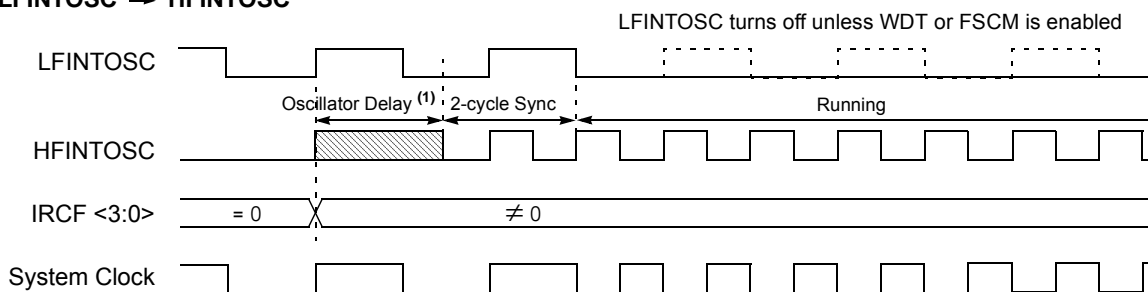 LFINTOSC → HFINTOSC
LFINTOSC turns off unless WDT or FSCM is enabled
LFINTOSC
Oscillator Delay (1) 2-cycle Sync Running
HFINTOSC
IRCF <3:0> = 0 ≠ 0
System Clock